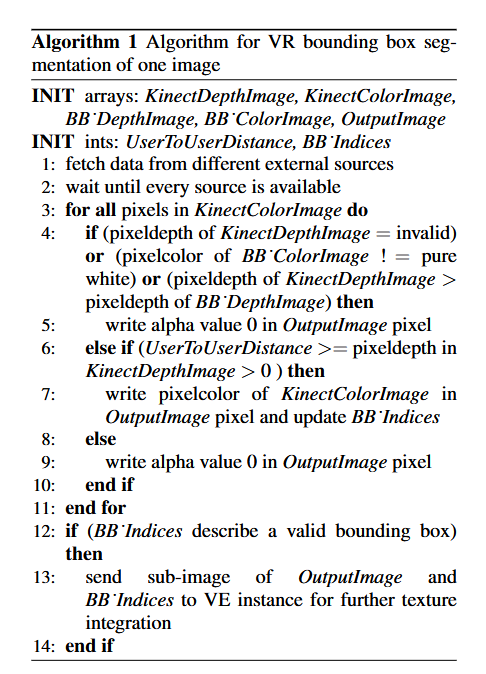 Algorithm 1 Algorithm for VR bounding box seg-
mentation of one image
INIT arrays: KinectDepthImage, KinectColorImage,
BB˙DepthImage, BB˙ColorImage, OutputImage
INIT ints: UserToUserDistance, BB˙Indices
1: fetch data from different external sources
2: wait until every source is available
3: for all pixels in KinectColorImage do
4: if (pixeldepth of KinectDepthImage = invalid)
or (pixelcolor of BB˙ColorImage ! = pure
white) or (pixeldepth of KinectDepthImage >
pixeldepth of BB˙DepthImage) then
5: write alpha value 0 in OutputImage pixel
6: else if (UserToUserDistance >= pixeldepth in
KinectDepthImage > 0 ) then
7: write pixelcolor of KinectColorImage in
OutputImage pixel and update BB˙Indices
8: else
9: write alpha value 0 in OutputImage pixel
10: end if
11: end for
12: if (BB˙Indices describe a valid bounding box)
then
13: send sub-image of OutputImage and
BB˙Indices to VE instance for further texture
integration
14: end if